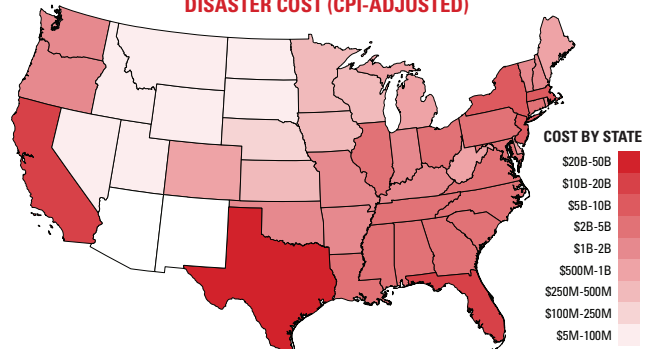 DISASTER COST (CPI-ADJUSTED)
COST BY STATE
$20B-50B
$10B-20B
$5B-10B
$2B-5B
$1B-2B
$500M-1B
$250M-500M
$100M-250M
$5M-100M